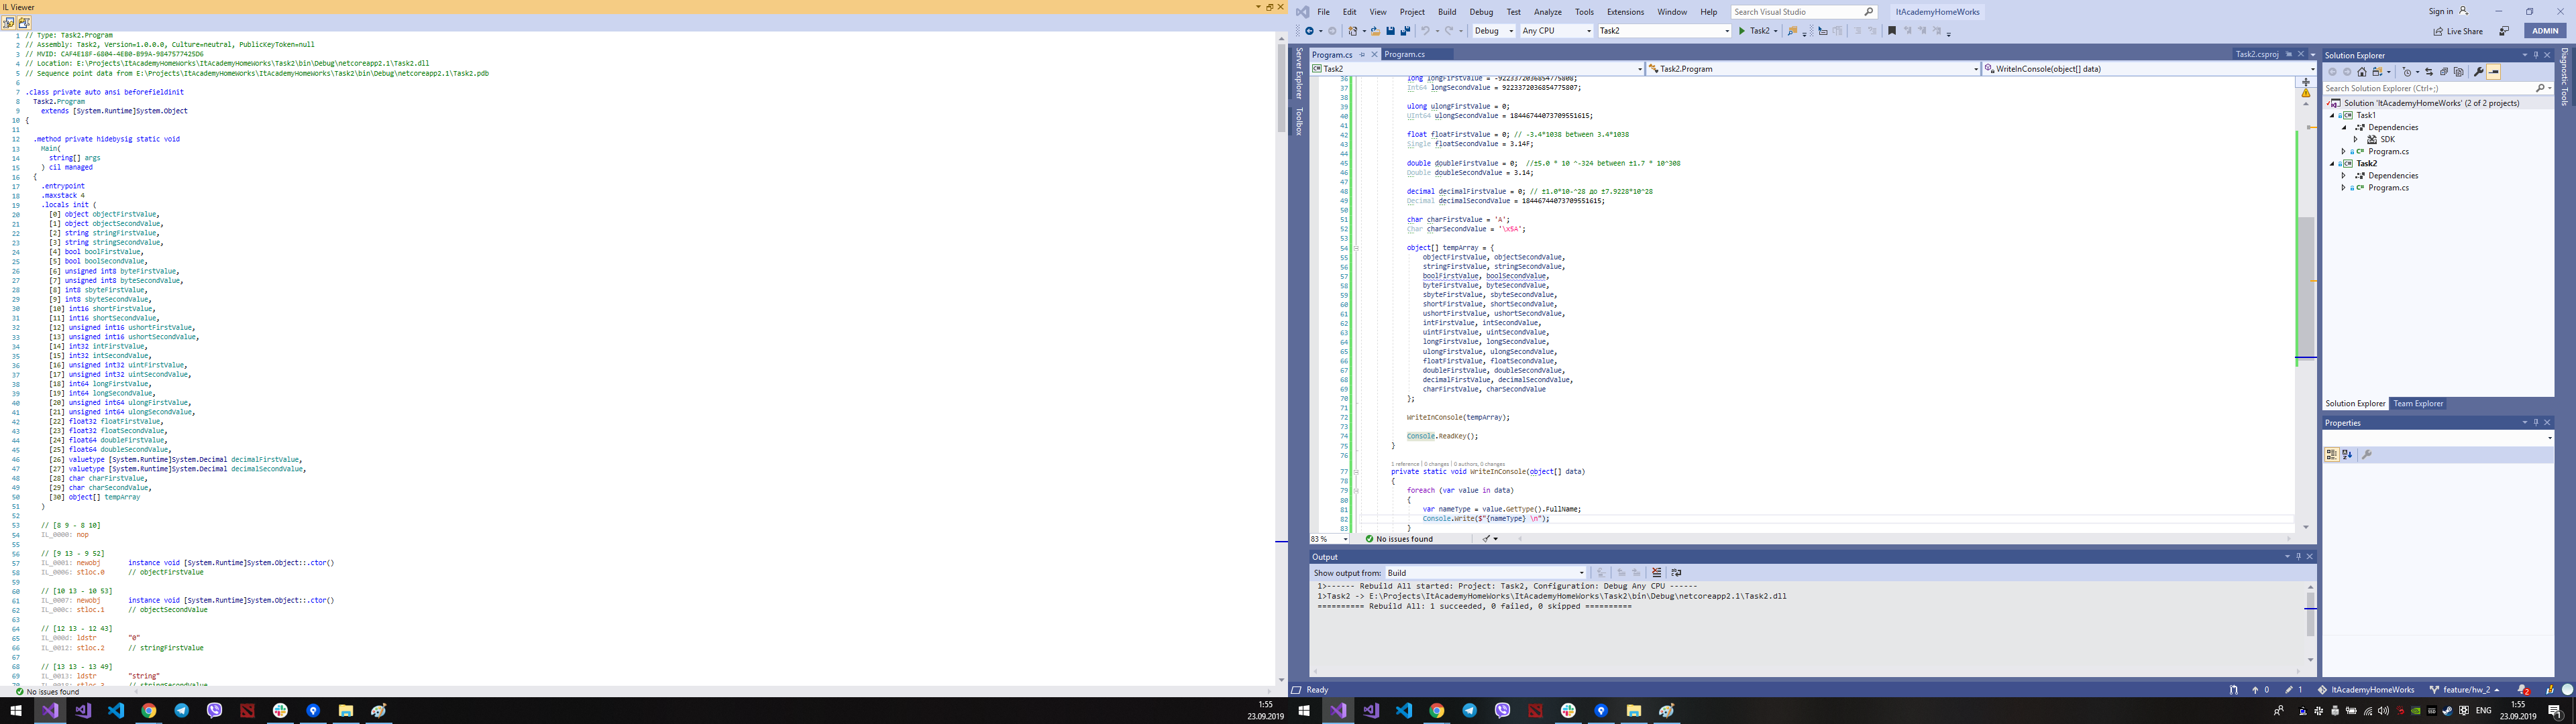 IL Viewer
1 // Type: Task2.Program
2 // Assembly: Task2, Version=1.0.0.0, Culture=neutral, PublicKeyToken=null
3 // MVID: CAF4E18F-6804-4EB0-B99A-9847577425D6
4 // Location: E:\Projects\ItAcademyHomeWorks\ItAcademyHomeWorks\Task2\bin\Debug\netcoreapp2.1\Task2.dll
5 // Sequence point data from E:\Projects\ItAcademyHomeWorks\ItAcademyHomeWorks\Task2\bin\Debug\netcoreapp2.1\Task2.pdb
6
7 .class private auto ansi beforefieldinit
8 Task2.Program
9 extends [System.Runtime]System.Object
10 {
11
12 .method private hidebysig static void
13 Main(
14 string[] args
15 ) cil managed
16 {
17 .entrypoint
18 .maxstack 4
19 .locals init (
20 [0] object objectFirstValue,
21 [1] object objectSecondValue,
22 [2] string stringFirstValue,
23 [3] string stringSecondValue,
24 [4] bool boolFirstValue,
25 [5] bool boolSecondValue,
26 [6] unsigned int8 byteFirstValue,
27 [7] unsigned int8 byteSecondValue,
28 [8] int8 sbyteFirstValue,
29 [9] int8 sbyteSecondValue,
30 [10] int16 shortFirstValue,
31 [11] int16 shortSecondValue,
32 [12] unsigned int16 ushortFirstValue,
33 [13] unsigned int16 ushortSecondValue,
34 [14] int32 intFirstValue,
35 [15] int32 intSecondValue,
36 [16] unsigned int32 uintFirstValue,
37 [17] unsigned int32 uintSecondValue,
38 [18] int64 longFirstValue,
39 [19] int64 longSecondValue,
40 [20] unsigned int64 ulongFirstValue,
41 [21] unsigned int64 ulongSecondValue,
42 [22] float32 floatFirstValue,
43 [23] float32 floatSecondValue,
44 [24] float64 doubleFirstValue,
45 [25] float64 doubleSecondValue,
46 [26] valuetype [System.Runtime]System.Decimal decimalFirstValue,
47 [27] valuetype [System.Runtime]System.Decimal decimalSecondValue,
48 [28] char charFirstValue,
49 [29] char charSecondValue,
50 [30] object[] tempArray
51 )
52
53 // [8 9 - 8 10]
54 IL_0000: nop
55
56 // [9 13 - 9 52]
57 IL_0001: newobj instance void [System.Runtime]System.Object::.ctor()
58 IL_0006: stloc.0 // objectFirstValue
59
60 // [10 13 - 10 53]
61 IL_0007: newobj instance void [System.Runtime]System.Object::.ctor()
62 IL_000c: stloc.1 // objectSecondValue
63
64 // [12 13 - 12 43]
65 IL_000d: ldstr "0"
66 IL_0012: stloc.2 // stringFirstValue
67
68 // [13 13 - 13 49]
69 IL_0013: ldstr "string"
70 IL_0018: stloc.3 // stringSecondValue
No issues found
File Edit View Project Build Debug Test Analyze Tools Extensions Window Help Search Visual Studio ItAcademyHomeWorks Sign in
Debug Any CPU Task2 Task2 Live Share ADMIN
Server Explorer
Toolbox
Program.cs Program.cs Task2.csproj
Task2 Task2.Program WriteInConsole(object[] data)
36 long longFirstValue = -9223372036854775808;
37 Int64 longSecondValue = 9223372036854775807;
38
39 ulong ulongFirstValue = 0;
40 UInt64 ulongSecondValue = 18446744073709551615;
41
42 float floatFirstValue = 0; // -3.4*1038 between 3.4*1038
43 Single floatSecondValue = 3.14F;
44
45 double doubleFirstValue = 0; //±5.0 * 10 ^-324 between ±1.7 * 10^308
46 Double doubleSecondValue = 3.14;
47
48 decimal decimalFirstValue = 0; // ±1.0*10-^28 до ±7.9228*10^28
49 Decimal decimalSecondValue = 18446744073709551615;
50
51 char charFirstValue = 'A';
52 Char charSecondValue = '\x5A';
53
54 object[] tempArray = {
55 objectFirstValue, objectSecondValue,
56 stringFirstValue, stringSecondValue,
57 boolFirstValue, boolSecondValue,
58 byteFirstValue, byteSecondValue,
59 sbyteFirstValue, sbyteSecondValue,
60 shortFirstValue, shortSecondValue,
61 ushortFirstValue, ushortSecondValue,
62 intFirstValue, intSecondValue,
63 uintFirstValue, uintSecondValue,
64 longFirstValue, longSecondValue,
65 ulongFirstValue, ulongSecondValue,
66 floatFirstValue, floatSecondValue,
67 doubleFirstValue, doubleSecondValue,
68 decimalFirstValue, decimalSecondValue,
69 charFirstValue, charSecondValue
70 };
71
72 WriteInConsole(tempArray);
73
74 Console.ReadKey();
75 }
76
1 reference | 0 changes | 0 authors, 0 changes
77 private static void WriteInConsole(object[] data)
78 {
79 foreach (var value in data)
80 {
81 var nameType = value.GetType().FullName;
82 Console.Write($"{nameType} \n");
83 }
83 % No issues found
Output
Show output from: Build
1>------ Rebuild All started: Project: Task2, Configuration: Debug Any CPU ------
1>Task2 -> E:\Projects\ItAcademyHomeWorks\ItAcademyHomeWorks\Task2\bin\Debug\netcoreapp2.1\Task2.dll
========== Rebuild All: 1 succeeded, 0 failed, 0 skipped ==========
Solution Explorer
Search Solution Explorer (Ctrl+;)
Solution 'ItAcademyHomeWorks' (2 of 2 projects)
Task1
Dependencies
SDK
C# Program.cs
Task2
Dependencies
C# Program.cs
Solution Explorer Team Explorer
Properties
Diagnostic Tools
Ready 0 1 ItAcademyHomeWorks feature/hw_2 2
1:55
23.09.2019
ENG
1:55
23.09.2019